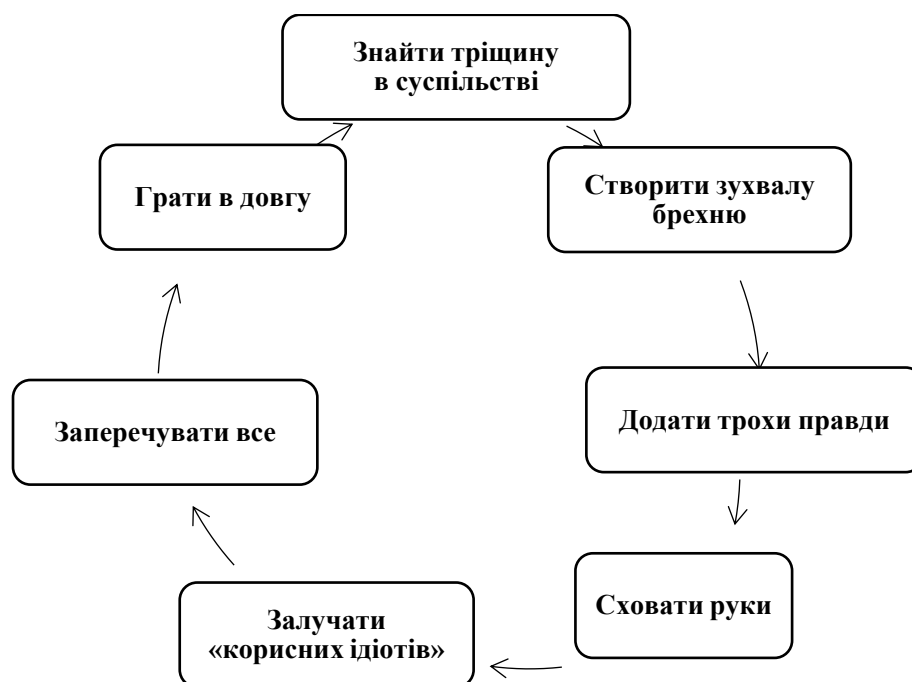 Знайти тріщину
в суспільстві
Створити зухвалу
брехню
Додати трохи правди
Сховати руки
Залучати
«корисних ідіотів»
Заперечувати все
Грати в довгу